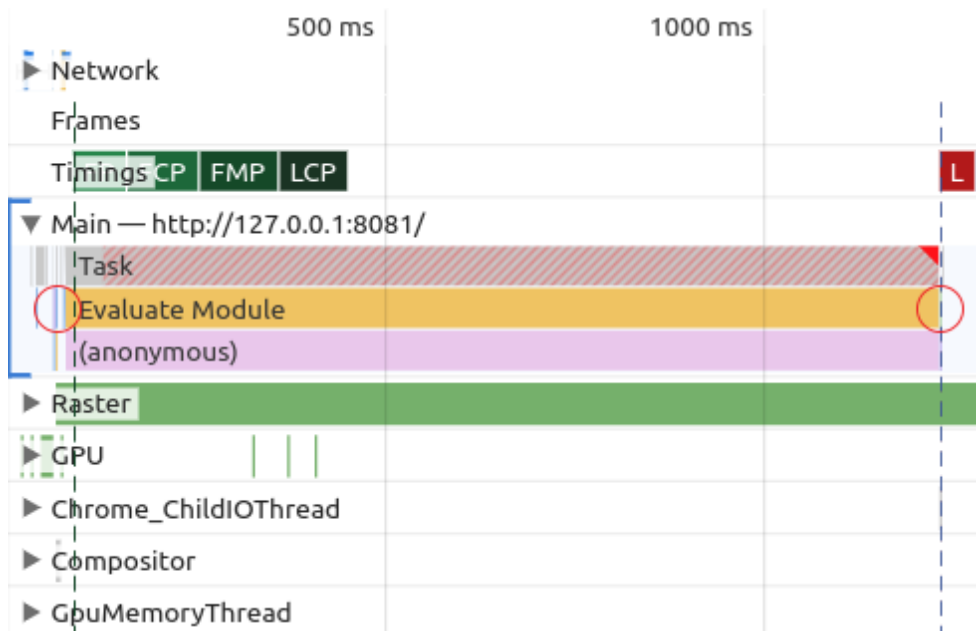 500 ms 1000 ms
Network
Frames
Timings CP FMP LCP L
Main — http://127.0.0.1:8081/
Task
Evaluate Module
(anonymous)
Raster
GPU
Chrome_ChildIOThread
Compositor
GpuMemoryThread